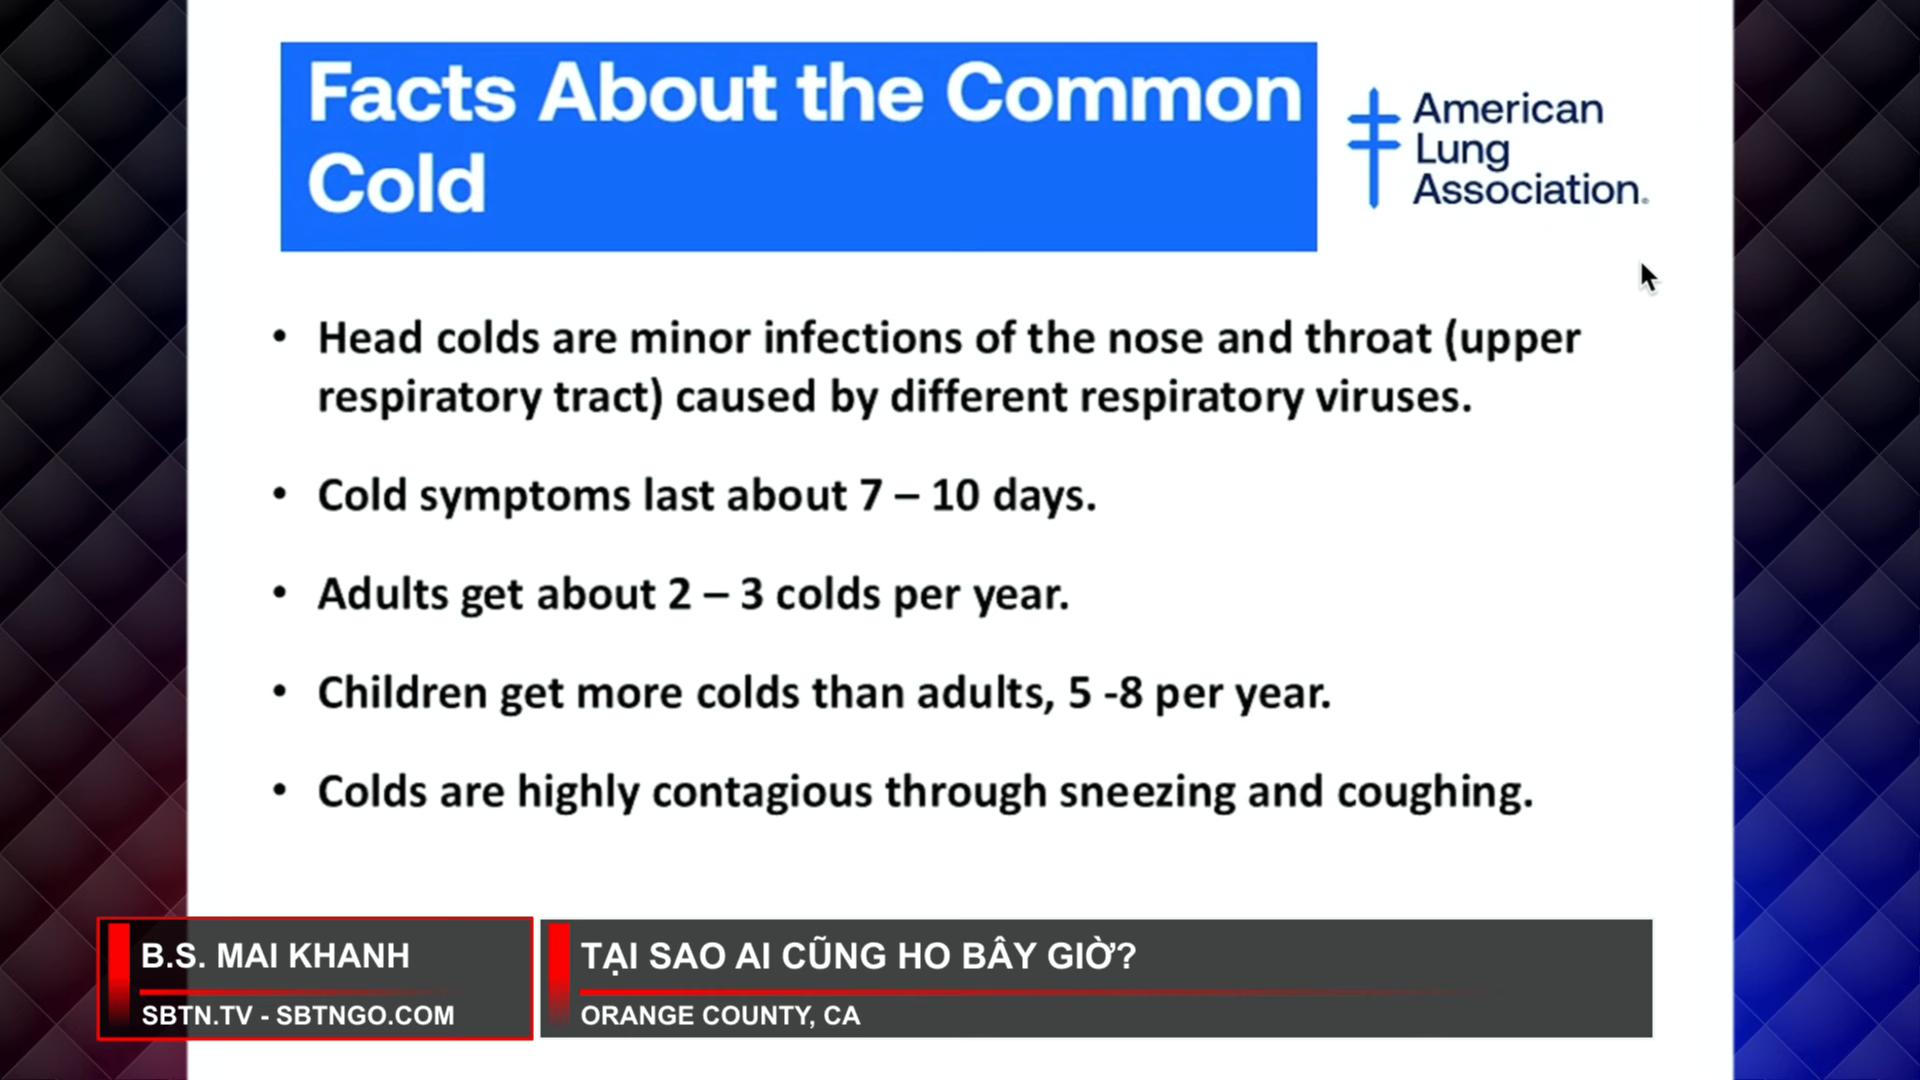 Facts About the Common
Cold
American
Lung
Association.
• Head colds are minor infections of the nose and throat (upper
respiratory tract) caused by different respiratory viruses.
• Cold symptoms last about 7 – 10 days.
• Adults get about 2 – 3 colds per year.
• Children get more colds than adults, 5 -8 per year.
• Colds are highly contagious through sneezing and coughing.
B.S. MAI KHANH
SBTN.TV - SBTNGO.COM
TẠI SAO AI CŨNG HO BÂY GIỜ?
ORANGE COUNTY, CA